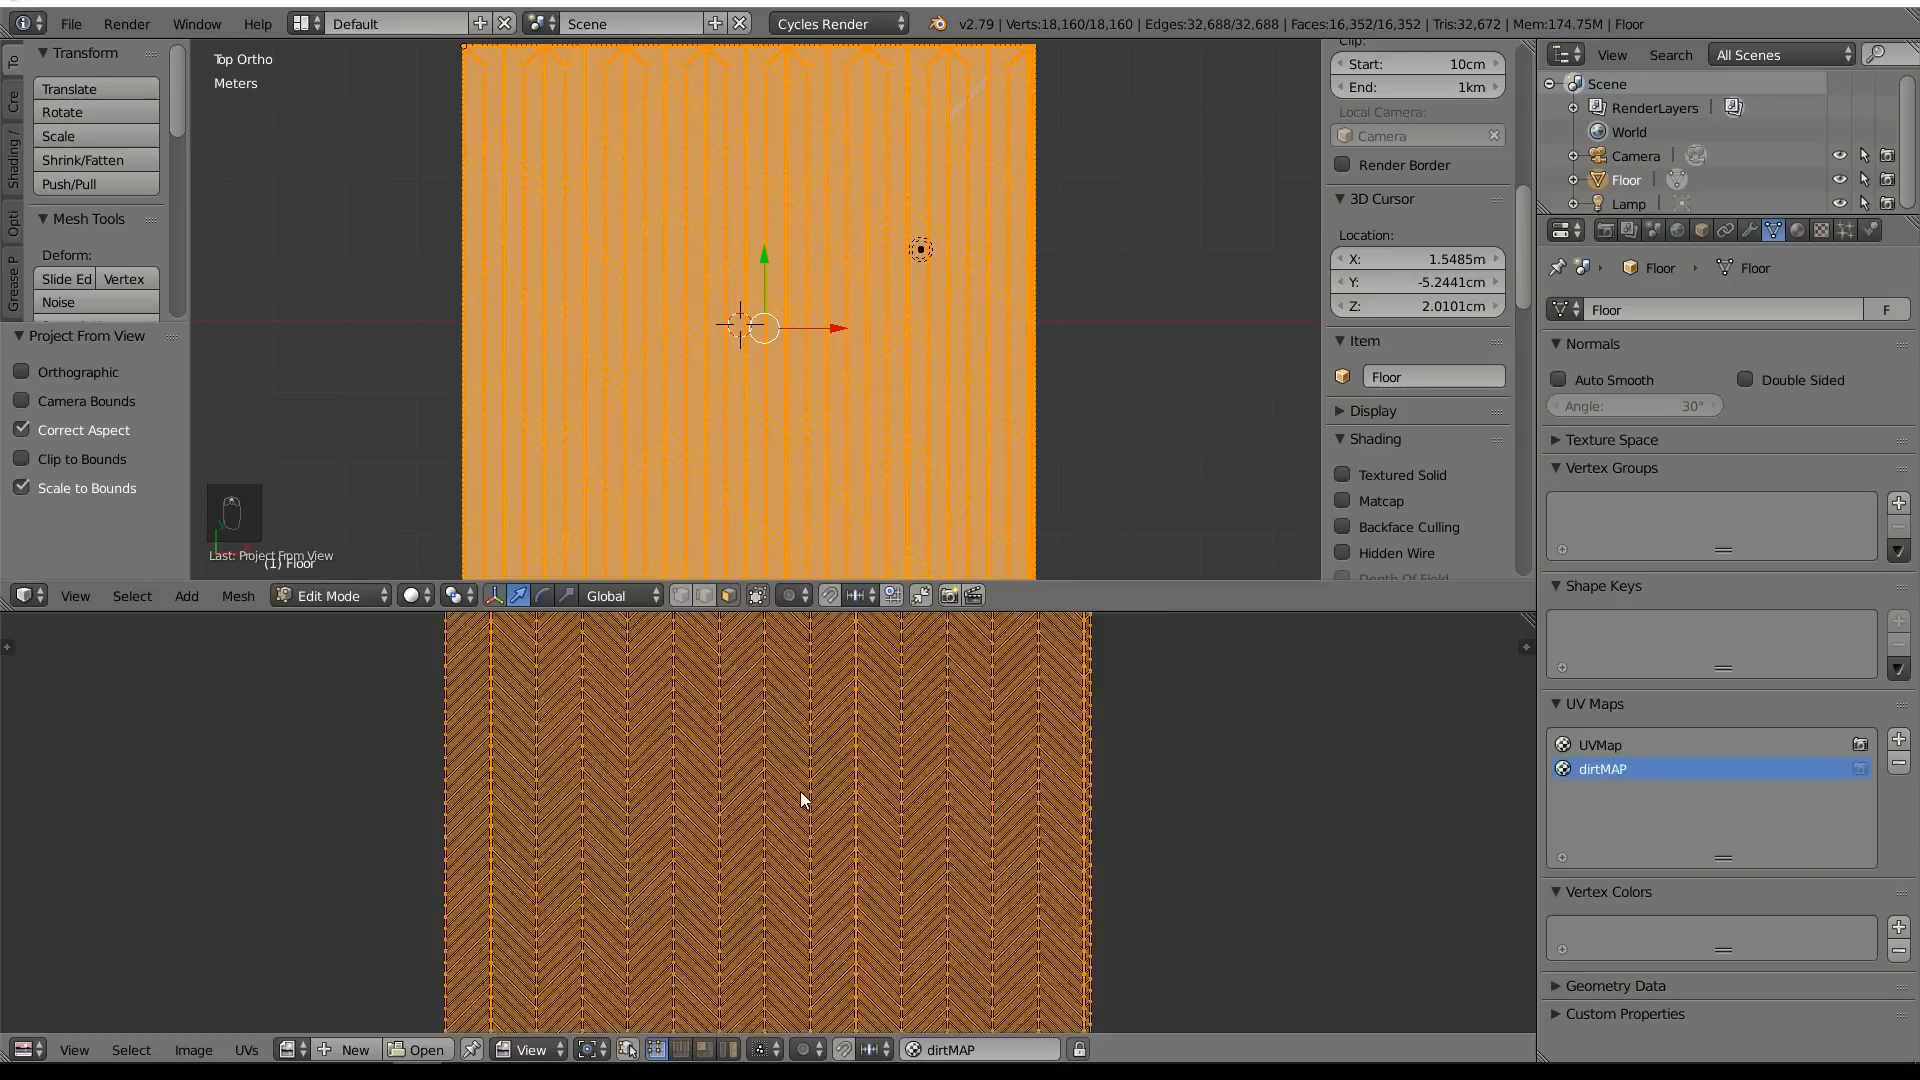 File Render Window Help Default Scene Cycles Render v2.79 | Verts:18,160/18,160 | Edges:32,688/32,688 | Faces:16,352/16,352 | Tris:32,672 | Mem:174.75M | Floor
Transform
Translate
Rotate
Scale
Shrink/Fatten
Push/Pull
Mesh Tools
Deform:
Slide Ed Vertex
Noise
To
Cre
Shading /
Opti
Grease P
Project From View
Orthographic
Camera Bounds
Correct Aspect
Clip to Bounds
Scale to Bounds
Top Ortho
Meters
Last: Project From View
(1) Floor
Clip:
Start: 10cm
End: 1km
Local Camera:
Camera
Render Border
3D Cursor
Location:
X: 1.5485m
Y: -5.2441cm
Z: 2.0101cm
Item
Floor
Display
Shading
Textured Solid
Matcap
Backface Culling
Hidden Wire
Depth Of Field
View Search All Scenes
Scene
RenderLayers
World
Camera
Floor
Lamp
Floor Floor
Floor F
Normals
Auto Smooth Double Sided
Angle: 30°
Texture Space
Vertex Groups
Shape Keys
UV Maps
UVMap
dirtMAP
Vertex Colors
Geometry Data
Custom Properties
View Select Add Mesh Edit Mode Global
View Select Image UVs New Open View dirtMAP